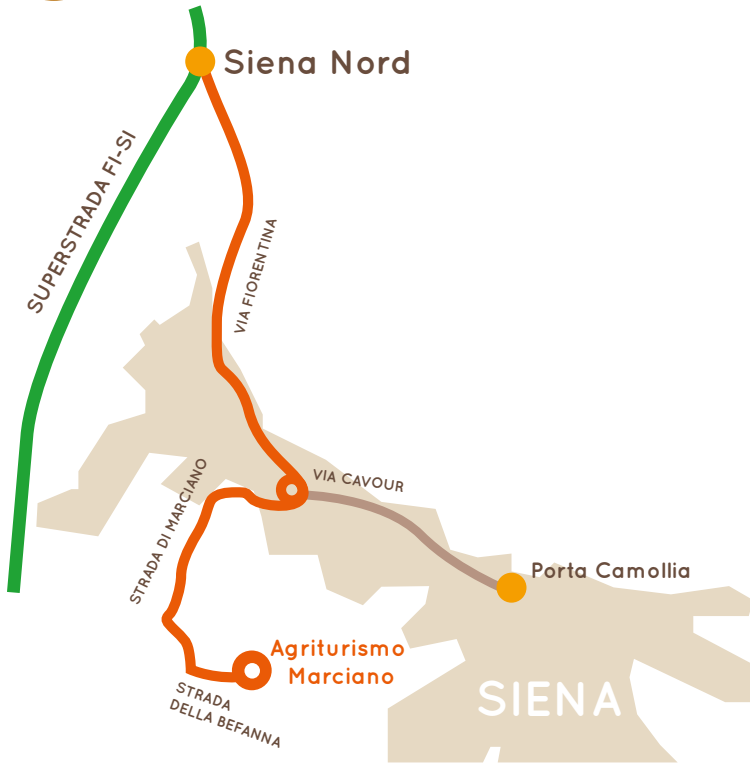 Siena Nord
SUPERSTRADA FI-SI
VIA FIORENTINA
VIA CAVOUR
STRADA DI MARCIANO
Porta Camollia
Agriturismo
Marciano
STRADA
DELLA BEFANNA
SIENA